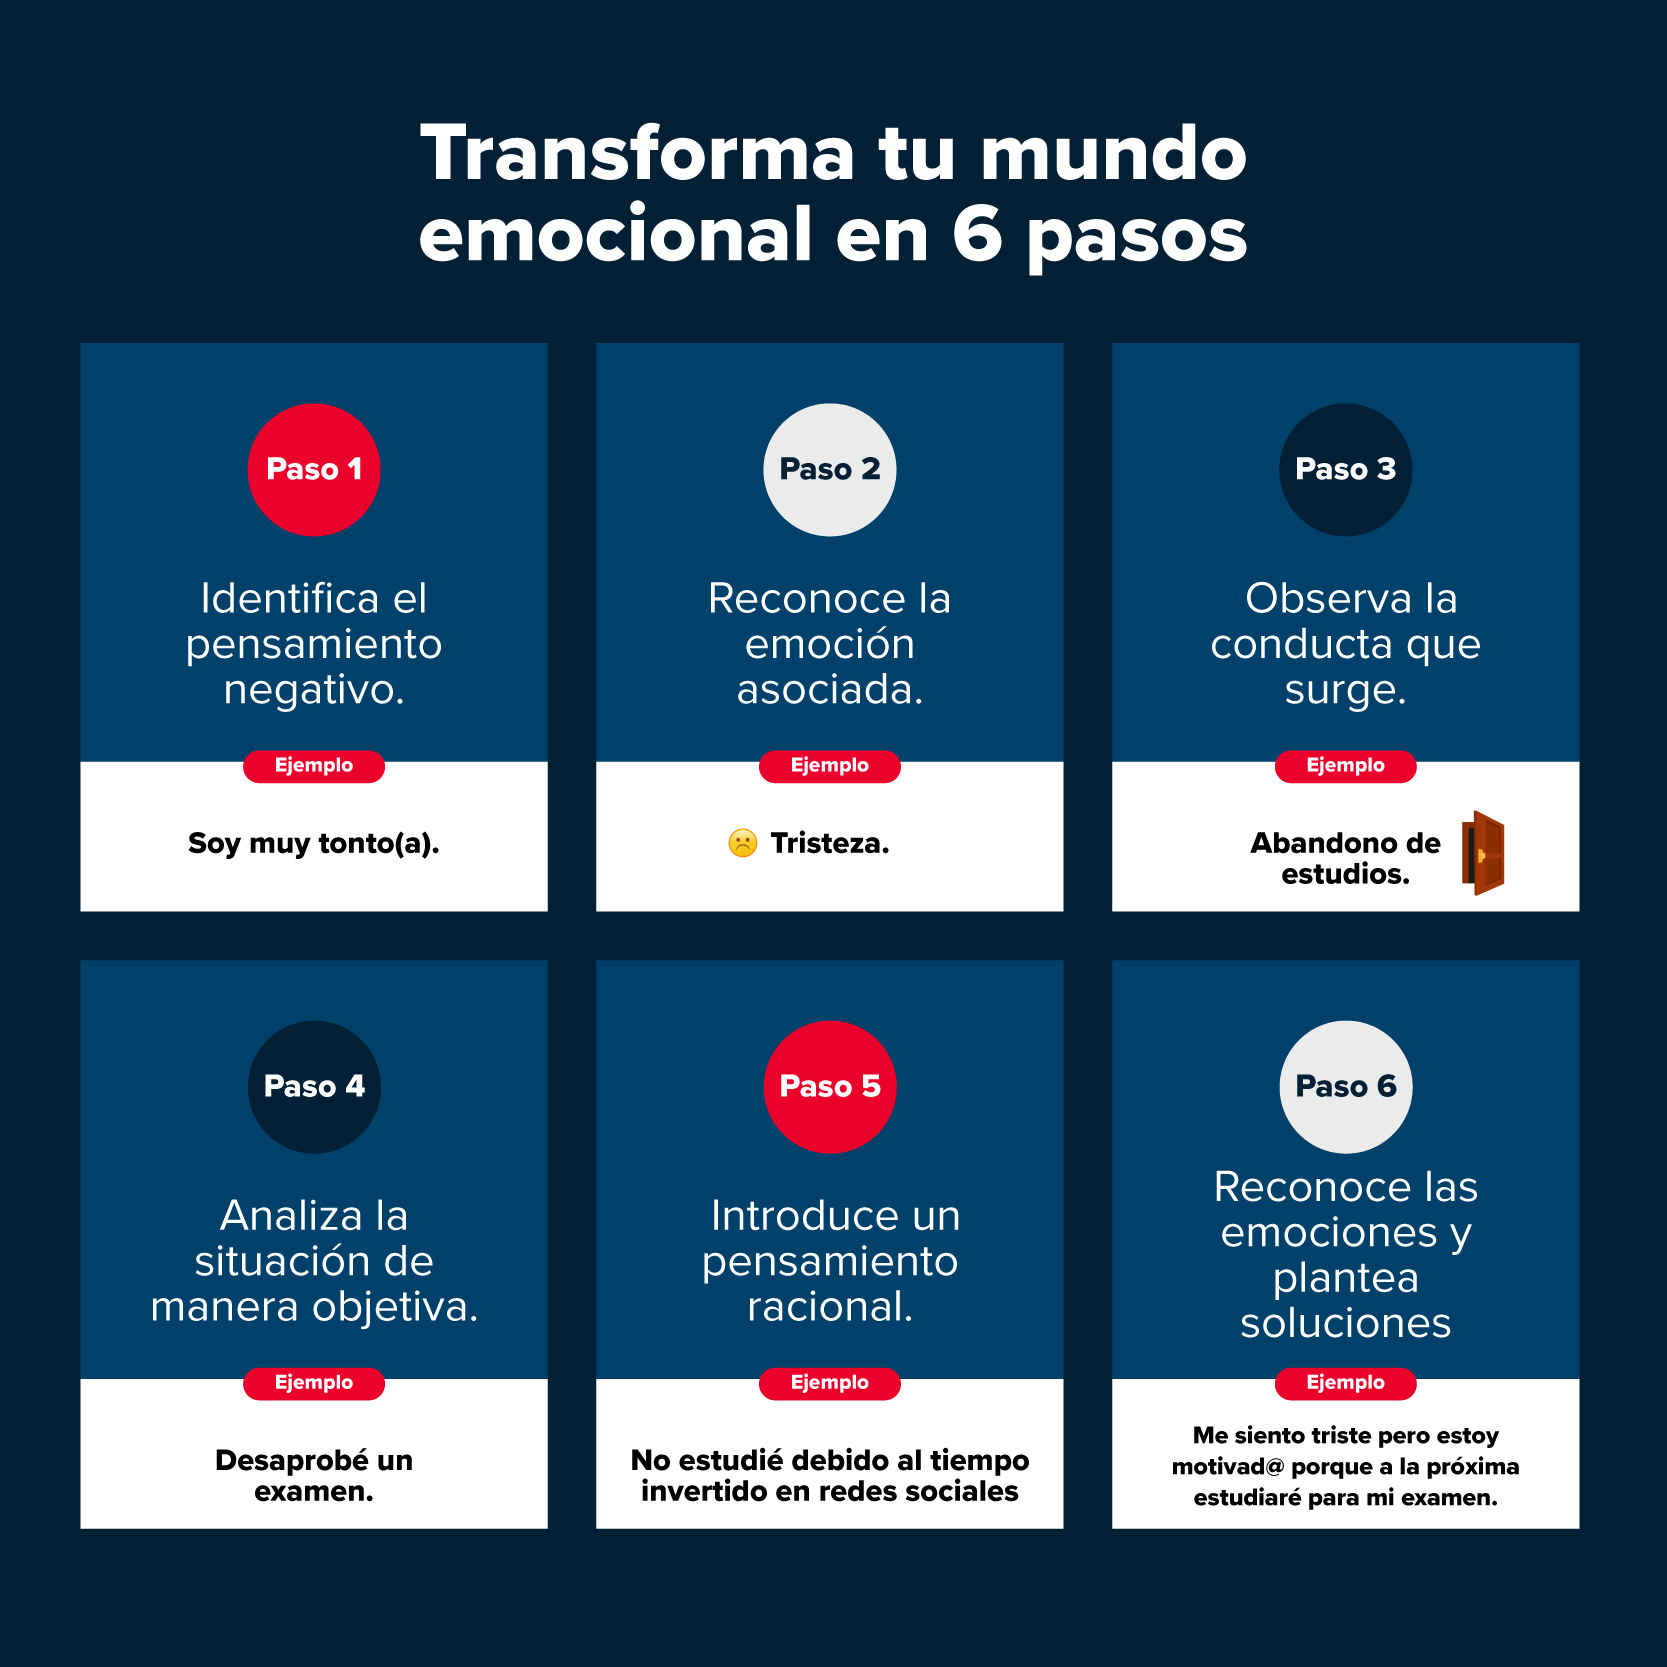 Transforma tu mundo
emocional en 6 pasos
Paso 1
Identifica el
pensamiento
negativo.
Ejemplo
Soy muy tonto(a).
Paso 2
Reconoce la
emoción
asociada.
Ejemplo
Tristeza.
Paso 3
Observa la
conducta que
surge.
Ejemplo
Abandono de
estudios.
Paso 4
Analiza la
situación de
manera objetiva.
Ejemplo
Desaprobé un
examen.
Paso 5
Introduce un
pensamiento
racional.
Ejemplo
No estudié debido al tiempo
invertido en redes sociales
Paso 6
Reconoce las
emociones y
plantea
soluciones
Ejemplo
Me siento triste pero estoy
motivad@ porque a la próxima
estudiaré para mi examen.